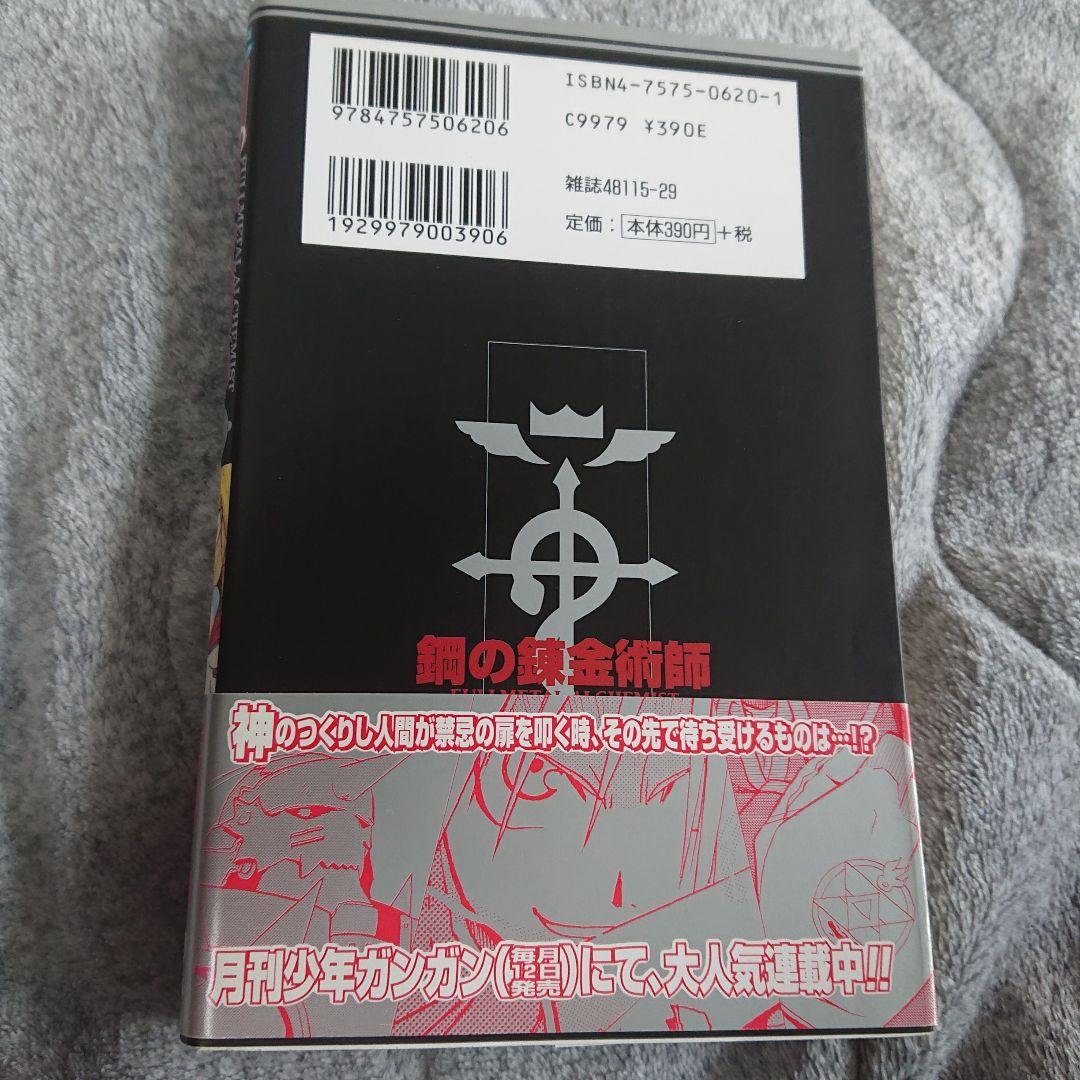 9784757506206
ISBN4-7575-0620-1
C9979 ¥390E
1929979003906
雑誌48115-29
定価：本体390円+税
FULLMETAL ALCHEMIST
鋼の錬金術師
FULLMETAL ALCHEMIST
神のつくりし人間が禁忌の扉を叩く時、その先で待ち受けるものは…!?
月刊少年ガンガン(毎月12日発売)にて、大人気連載中!!